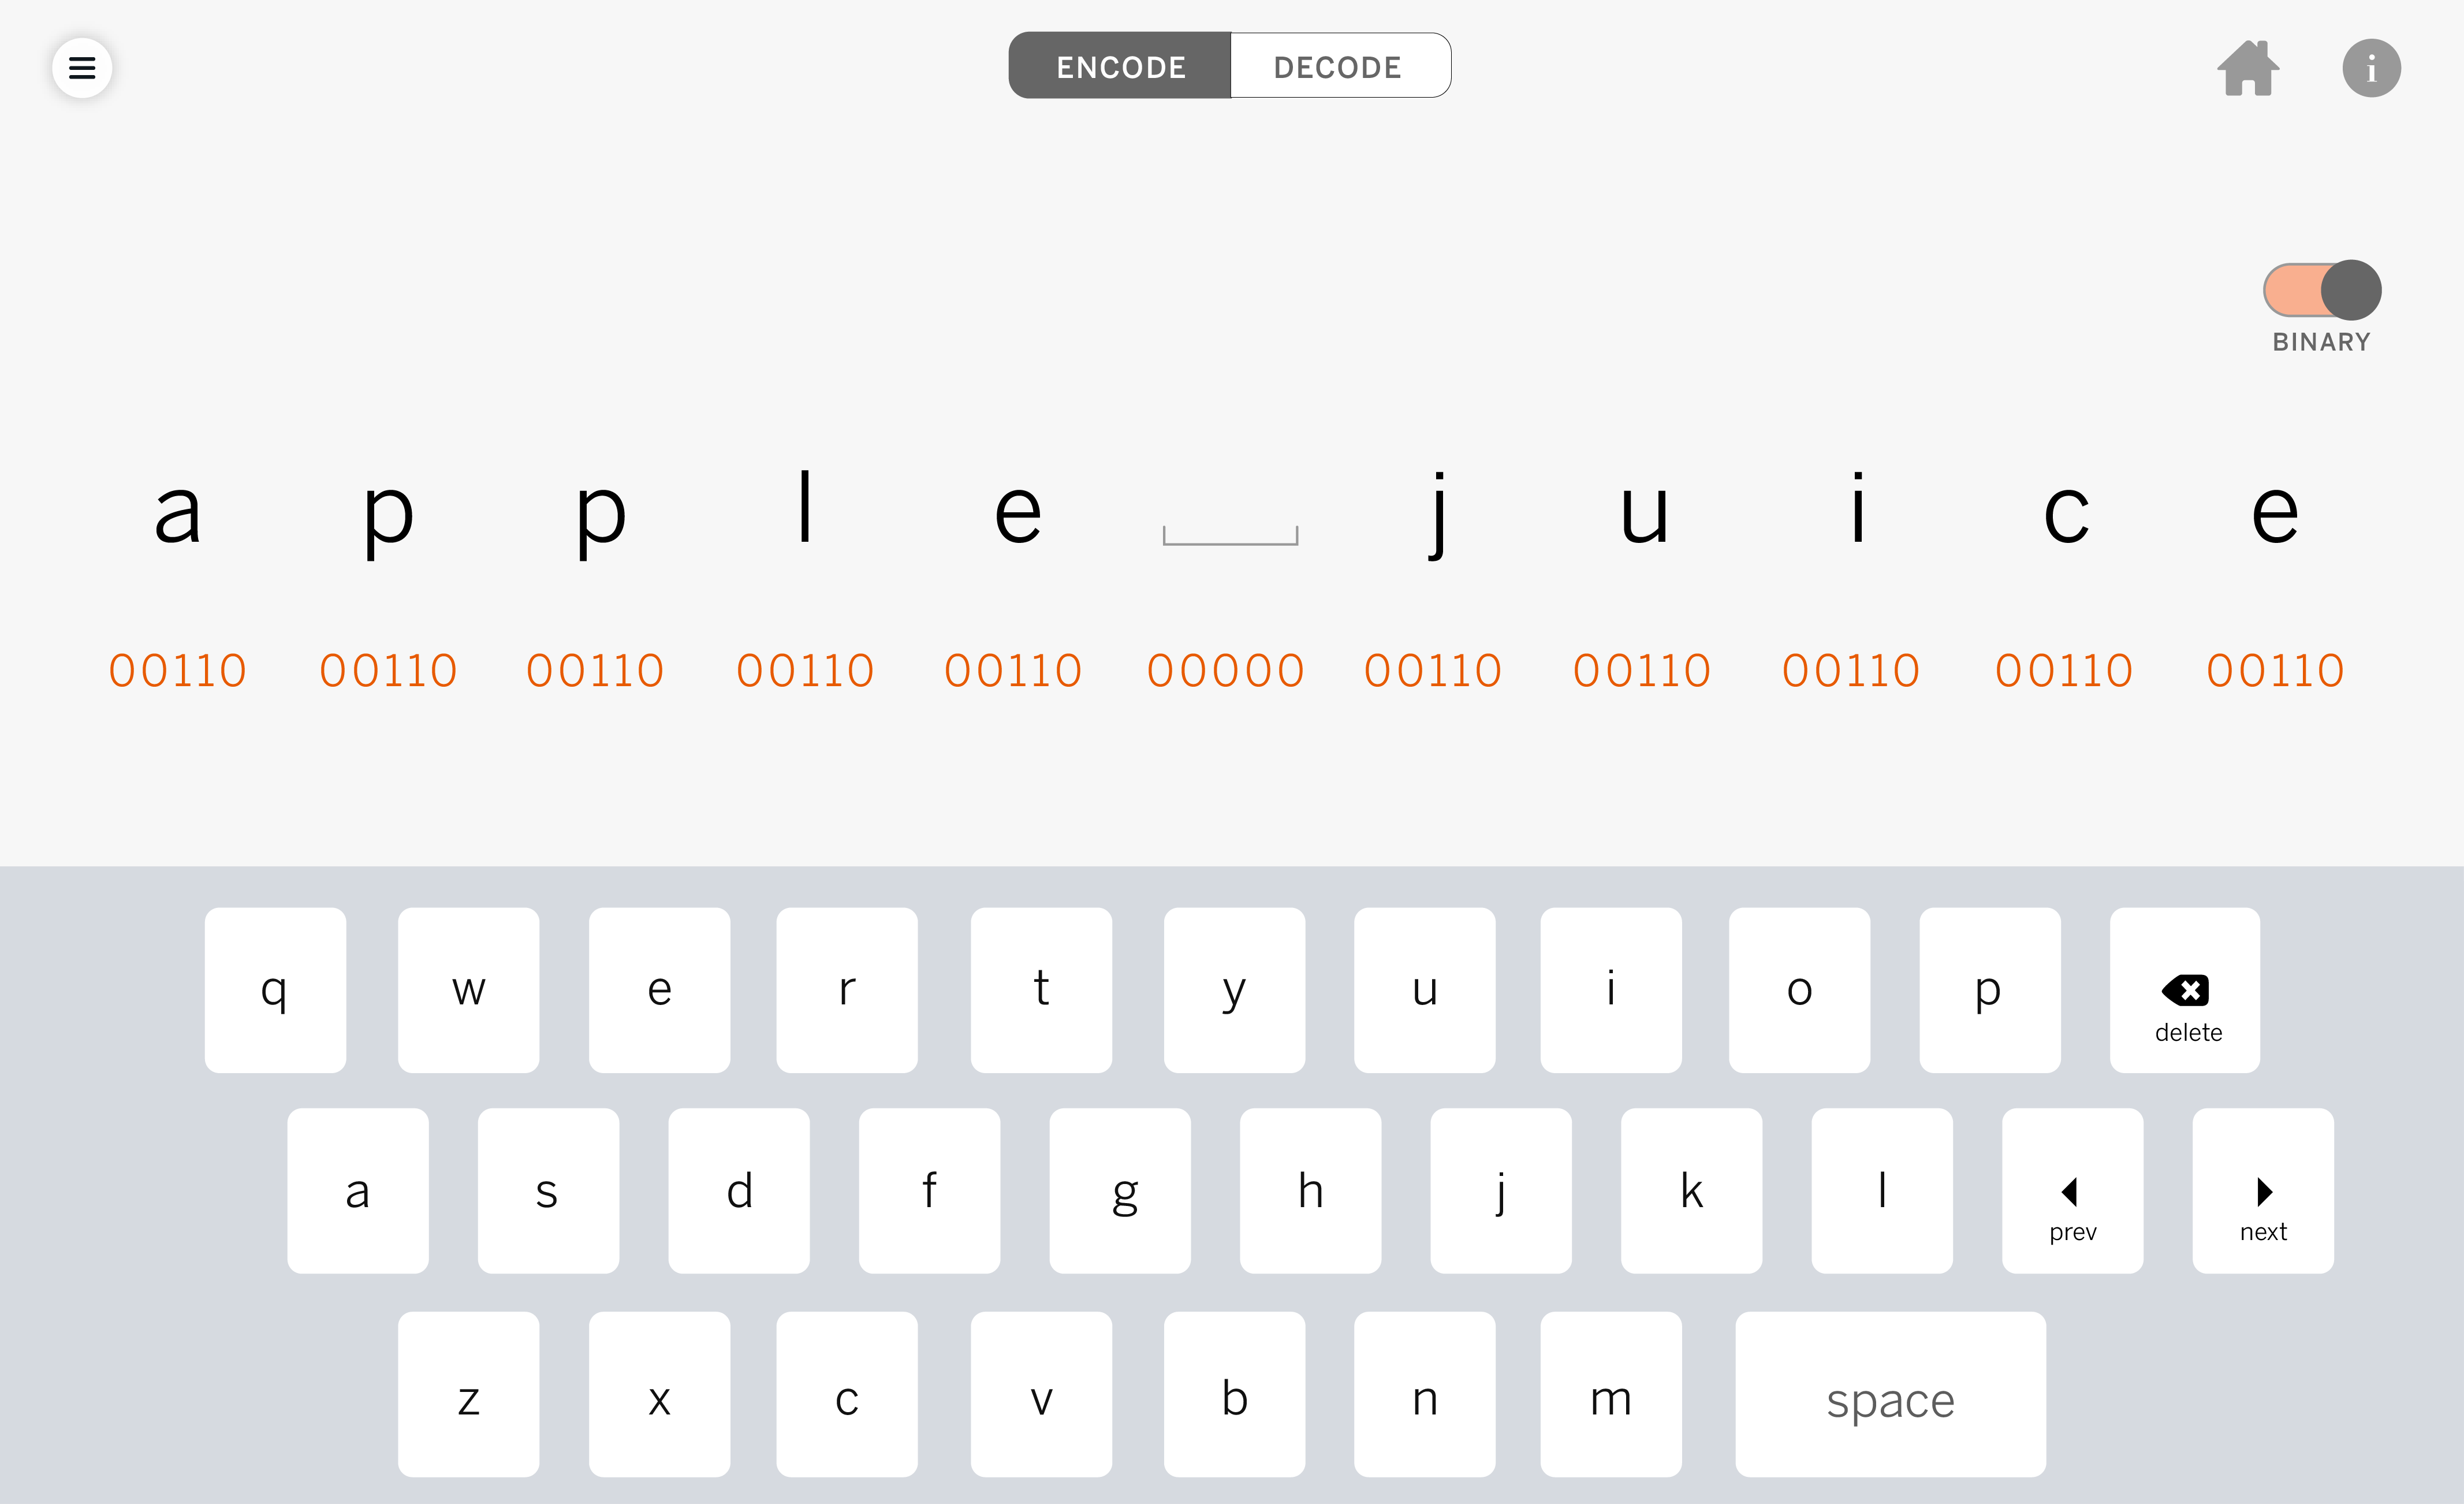 ENCODE DECODE
i
BINARY
a p p l e j u i c e
00110 00110 00110 00110 00110 00000 00110 00110 00110 00110 00110
q w e r t y u i o p delete
a s d f g h j k l prev next
z x c v b n m space